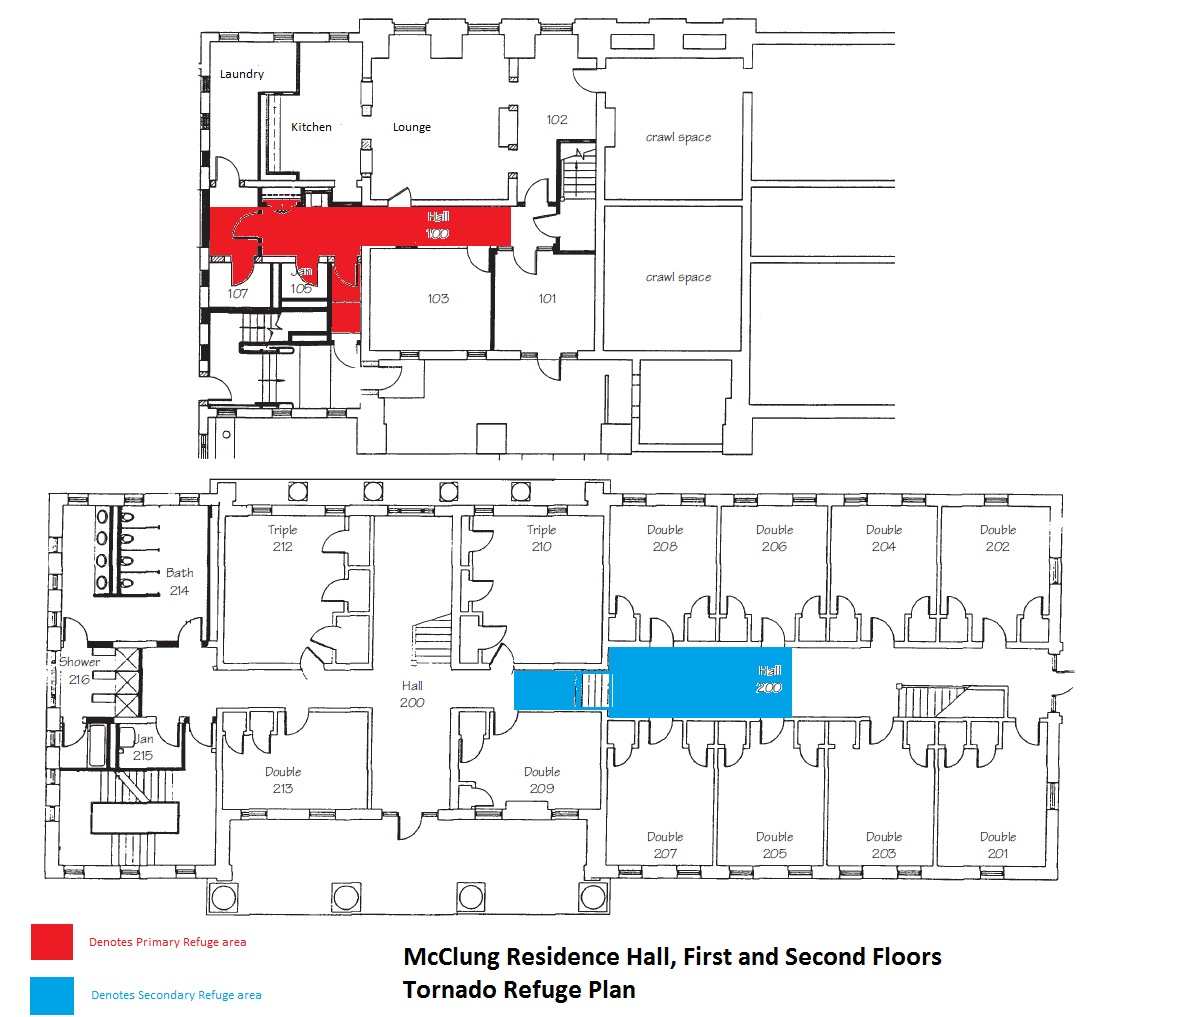 Laundry
Kitchen
Lounge
102
crawl space
Hall
100
crawl space
Jan
105
107
103
101
Triple
212
Triple
210
Double
208
Double
206
Double
204
Double
202
Bath
214
Shower
216
Hall
200
Hall
200
Jan
215
Double
213
Double
209
Double
207
Double
205
Double
203
Double
201
Denotes Primary Refuge area
Denotes Secondary Refuge area
McClung Residence Hall, First and Second Floors
Tornado Refuge Plan